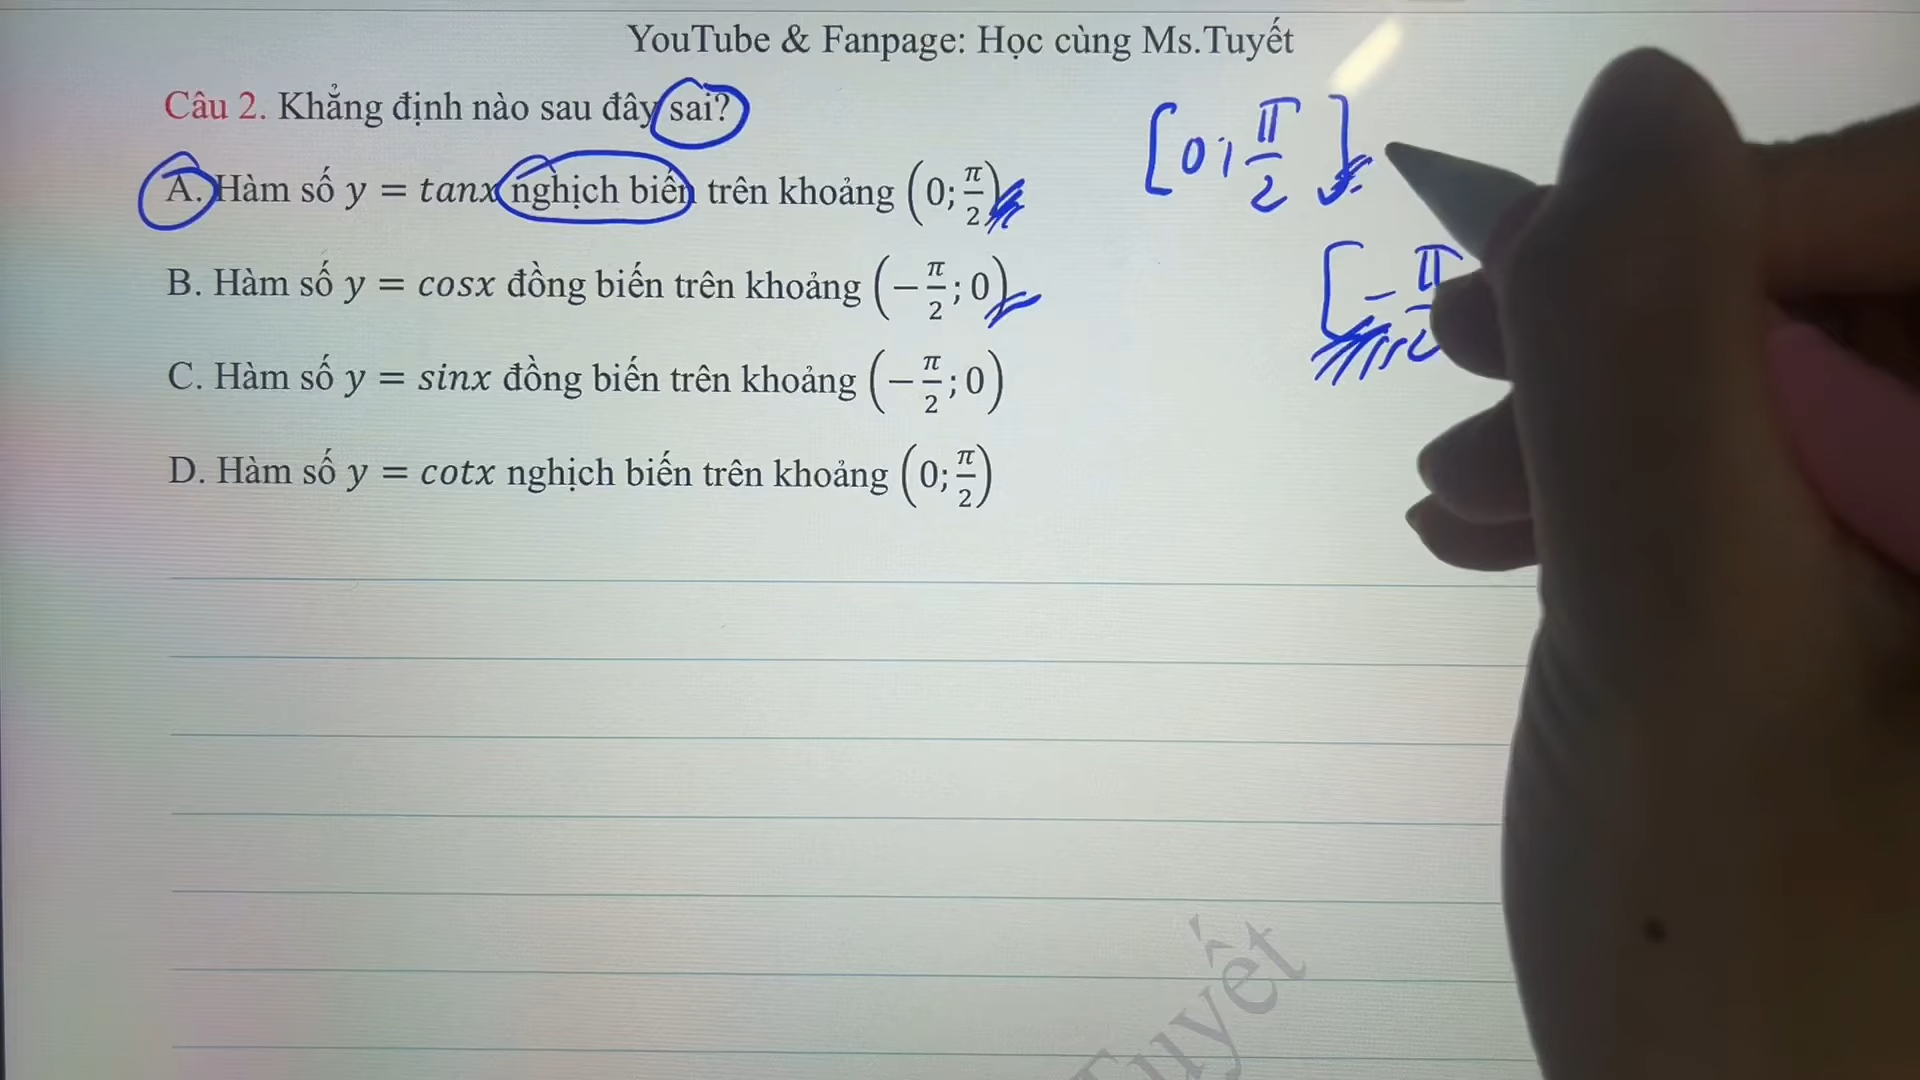 YouTube & Fanpage: Học cùng Ms.Tuyết
Câu 2. Khẳng định nào sau đây sai?
[0; π/2]
A. Hàm số y = tanx nghịch biến trên khoảng (0; π/2)
[-π/2
B. Hàm số y = cosx đồng biến trên khoảng (−π/2; 0)
C. Hàm số y = sinx đồng biến trên khoảng (−π/2; 0)
D. Hàm số y = cotx nghịch biến trên khoảng (0; π/2)
Tuyết